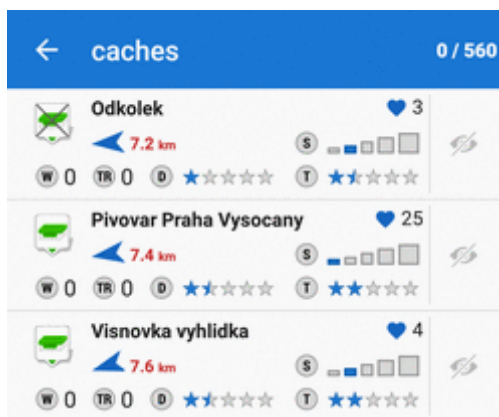 caches 0 / 560
Odkolek 3
7.2 km S
W 0 TR 0 D T
Pivovar Praha Vysocany 25
7.4 km S
W 0 TR 0 D T
Visnovka vyhlidka 4
7.6 km S
W 0 TR 0 D T